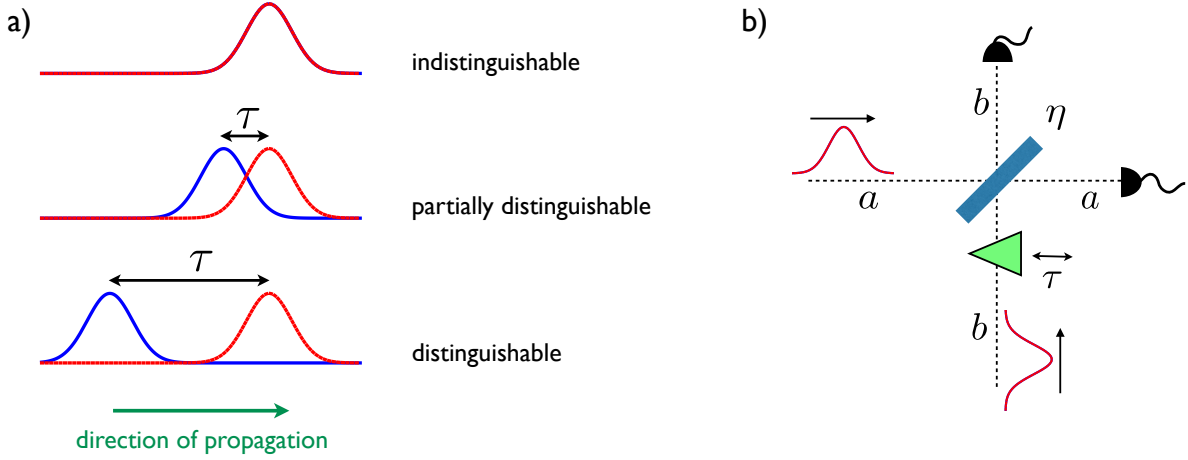 a)
indistinguishable
τ
partially distinguishable
τ
distinguishable
direction of propagation
b)
b
η
a
a
τ
b